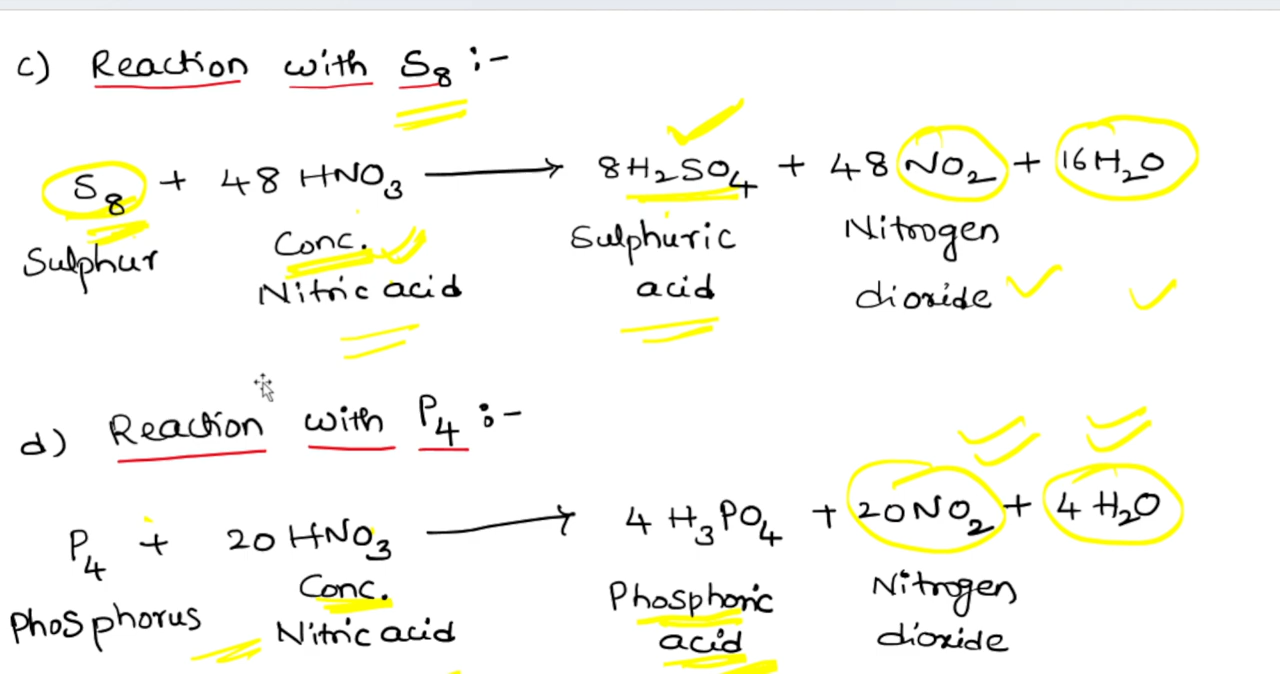 c) Reaction with S₈ :-
S₈ + 48 HNO₃ ⟶ 8H₂SO₄ + 48 NO₂ + 16H₂O
Sulphur Conc. Sulphuric Nitrogen
Nitric acid acid dioxide
d) Reaction with P₄ :-
P₄ + 20 HNO₃ ⟶ 4 H₃PO₄ + 20NO₂ + 4 H₂O
Phosphorus Conc. Phosphoric Nitrogen
Nitric acid acid dioxide